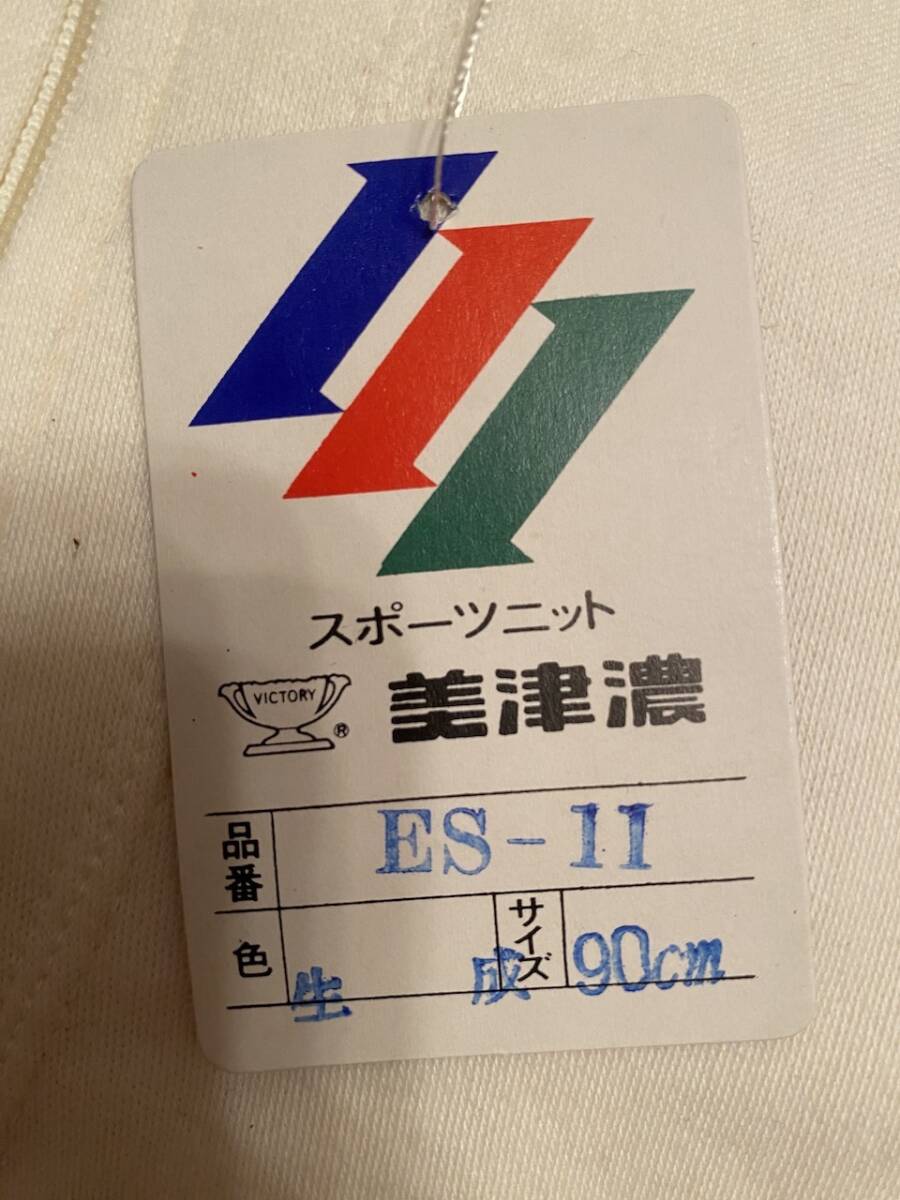 スポーツニット
VICTORY ® 美津濃
品番 ES-11
色 生成 サイズ 90cm